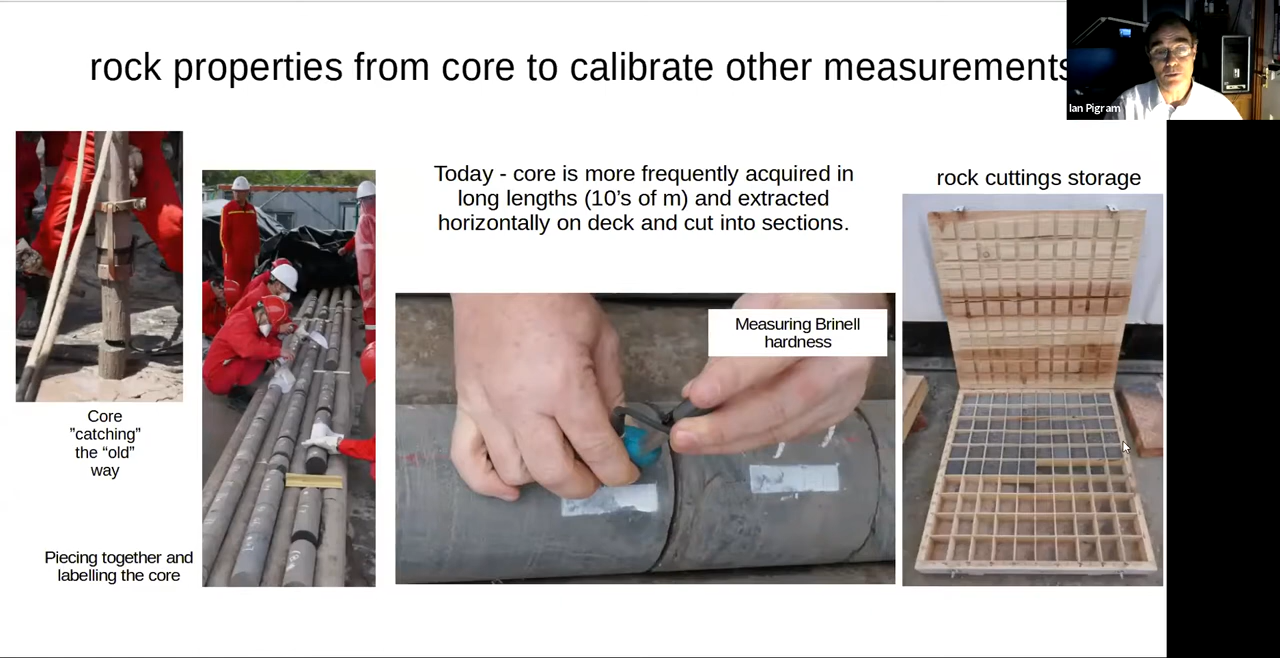 rock properties from core to calibrate other measurements
Ian Pigram
Today - core is more frequently acquired in
long lengths (10’s of m) and extracted
horizontally on deck and cut into sections.
rock cuttings storage
Measuring Brinell
hardness
Core
”catching”
the “old”
way
Piecing together and
labelling the core